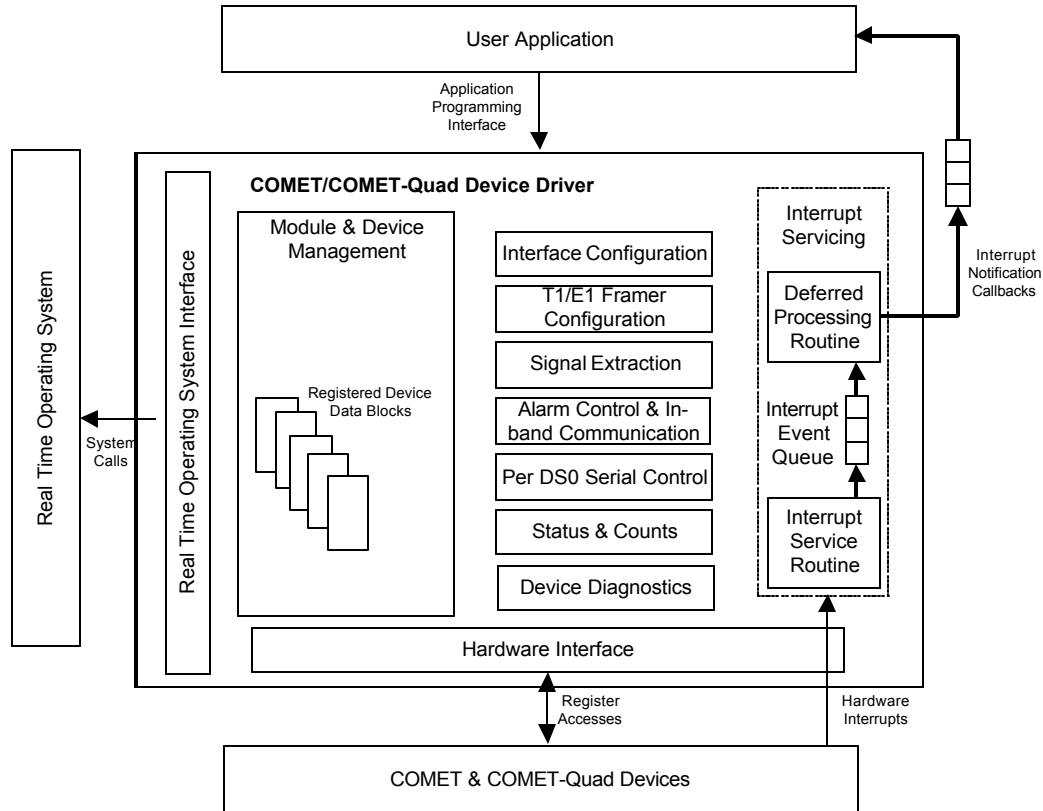 User Application
Application
Programming
Interface
Real Time Operating System
System
Calls
Real Time Operating System Interface
COMET/COMET-Quad Device Driver
Module & Device
Management
Registered Device
Data Blocks
Interface Configuration
T1/E1 Framer
Configuration
Signal Extraction
Alarm Control & In-
band Communication
Per DS0 Serial Control
Status & Counts
Device Diagnostics
Interrupt
Servicing
Deferred
Processing
Routine
Interrupt
Event
Queue
Interrupt
Service
Routine
Interrupt
Notification
Callbacks
Hardware Interface
Register
Accesses
Hardware
Interrupts
COMET & COMET-Quad Devices